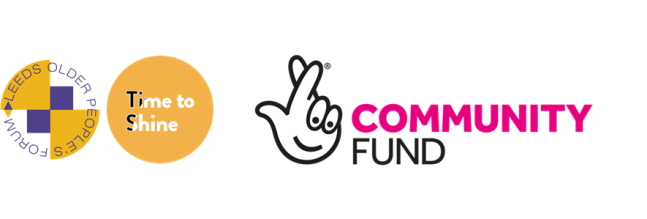 LEEDS OLDER PEOPLE'S FORUM
Time to
Shine
®
COMMUNITY
FUND